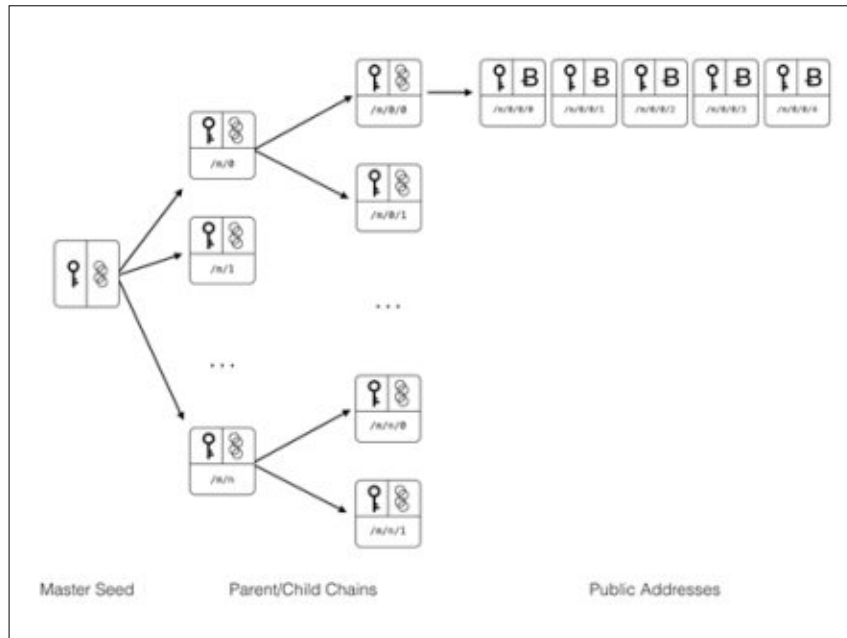 /m/0/0
/m/0/0/0 /m/0/0/1 /m/0/0/2 /m/0/0/3 /m/0/0/4
/m/0
/m/0/1
/m/1
...
...
/m/n/0
/m/n
/m/n/1
Master Seed Parent/Child Chains Public Addresses